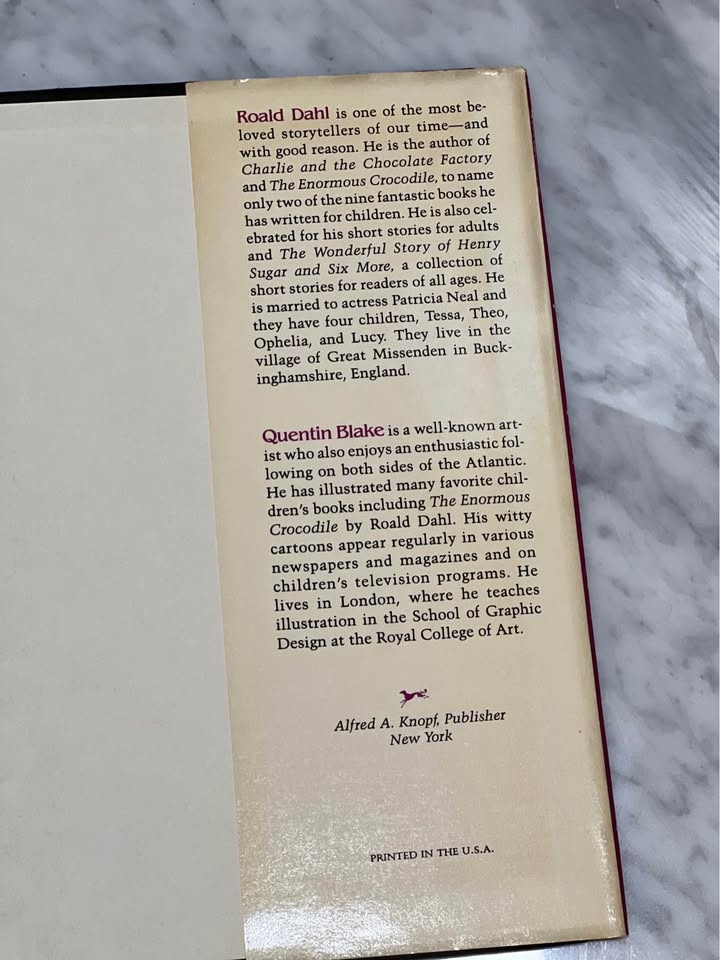 Roald Dahl is one of the most be-
loved storytellers of our time—and
with good reason. He is the author of
Charlie and the Chocolate Factory
and The Enormous Crocodile, to name
only two of the nine fantastic books he
has written for children. He is also cel-
ebrated for his short stories for adults
and The Wonderful Story of Henry
Sugar and Six More, a collection of
short stories for readers of all ages. He
is married to actress Patricia Neal and
they have four children, Tessa, Theo,
Ophelia, and Lucy. They live in the
village of Great Missenden in Buck-
inghamshire, England.
Quentin Blake is a well-known art-
ist who also enjoys an enthusiastic fol-
lowing on both sides of the Atlantic.
He has illustrated many favorite chil-
dren's books including The Enormous
Crocodile by Roald Dahl. His witty
cartoons appear regularly in various
newspapers and magazines and on
children's television programs. He
lives in London, where he teaches
illustration in the School of Graphic
Design at the Royal College of Art.
Alfred A. Knopf, Publisher
New York
PRINTED IN THE U.S.A.